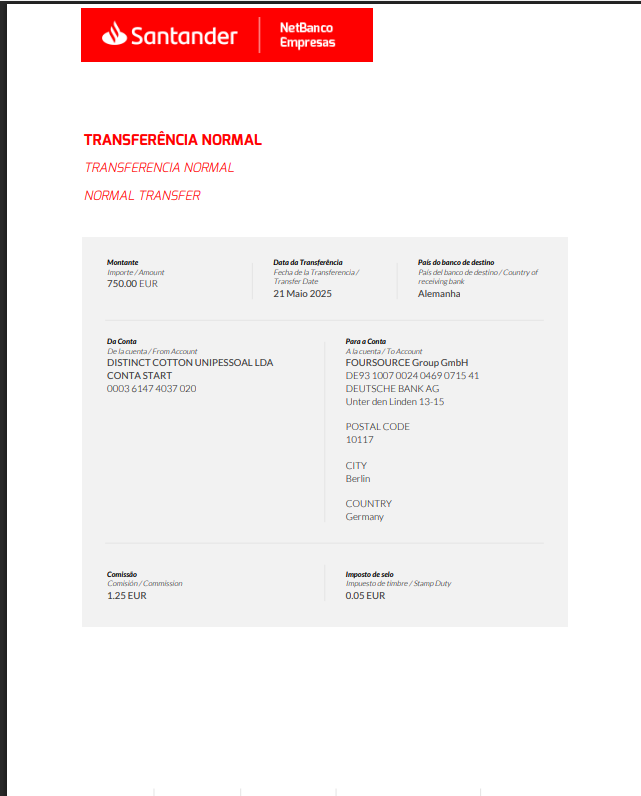 Santander
NetBanco
Empresas
TRANSFERÊNCIA NORMAL
TRANSFERENCIA NORMAL
NORMAL TRANSFER
Montante
Importe / Amount
750.00 EUR
Data da Transferência
Fecha de la Transferencia /
Transfer Date
21 Maio 2025
País do banco de destino
País del banco de destino / Country of
receiving bank
Alemanha
Da Conta
De la cuenta / From Account
DISTINCT COTTON UNIPESSOAL LDA
CONTA START
0003 6147 4037 020
Para a Conta
A la cuenta / To Account
FOURSOURCE Group GmbH
DE93 1007 0024 0469 0715 41
DEUTSCHE BANK AG
Unter den Linden 13-15
POSTAL CODE
10117
CITY
Berlin
COUNTRY
Germany
Comissão
Comisión / Commission
1.25 EUR
Imposto de selo
Impuesto de timbre / Stamp Duty
0.05 EUR